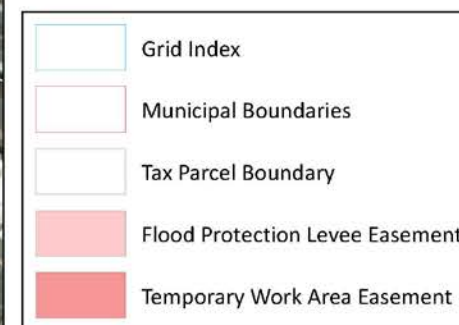 Grid Index
Municipal Boundaries
Tax Parcel Boundary
Flood Protection Levee Easement
Temporary Work Area Easement